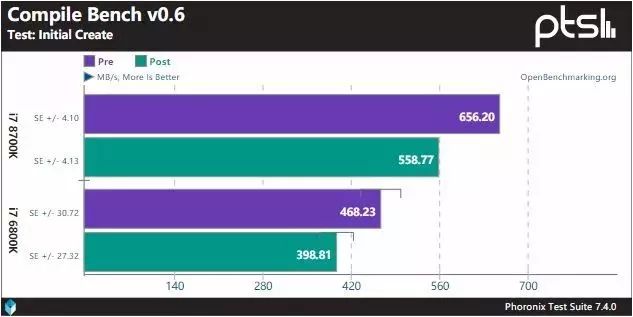 Compile Bench v0.6
Test: Initial Create
ptsl
Pre Post
MB/s, More Is Better
OpenBenchmarking.org
i7 8700K
SE +/- 4.10
656.20
SE +/- 4.13
558.77
i7 6800K
SE +/- 30.72
468.23
SE +/- 27.32
398.81
140 280 420 560 700
Phoronix Test Suite 7.4.0